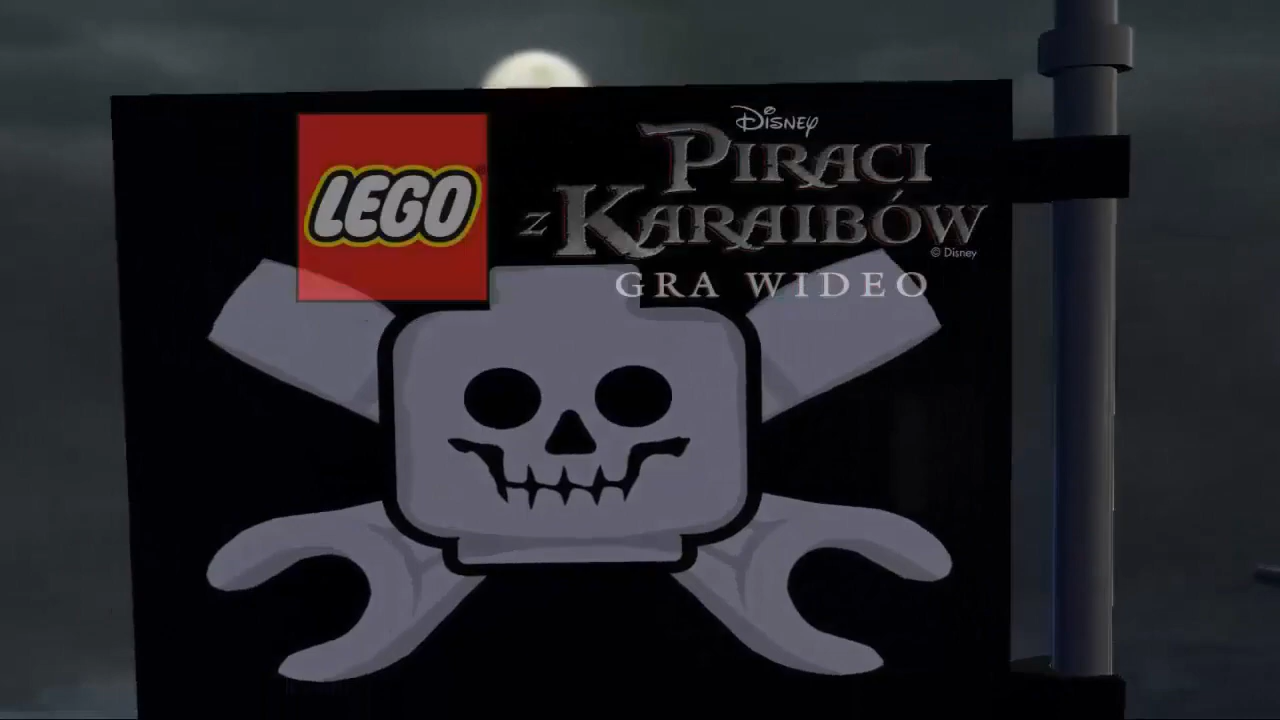 LEGO
Disney
Piraci
z Karaibów
© Disney
GRA WIDEO